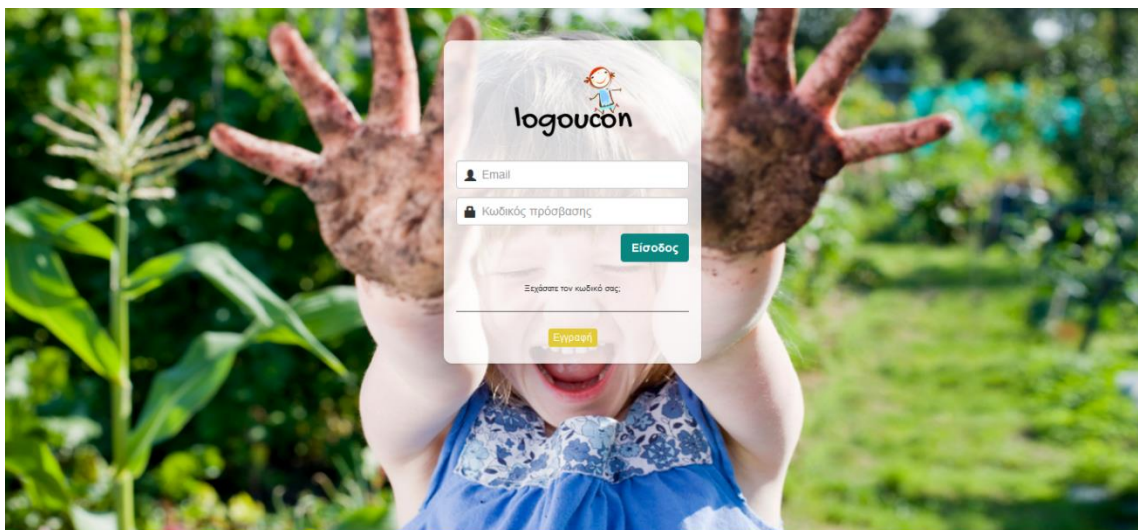 logoucon
Email
Κωδικός πρόσβασης
Είσοδος
Ξεχάσατε τον κωδικό σας;
Εγγραφή